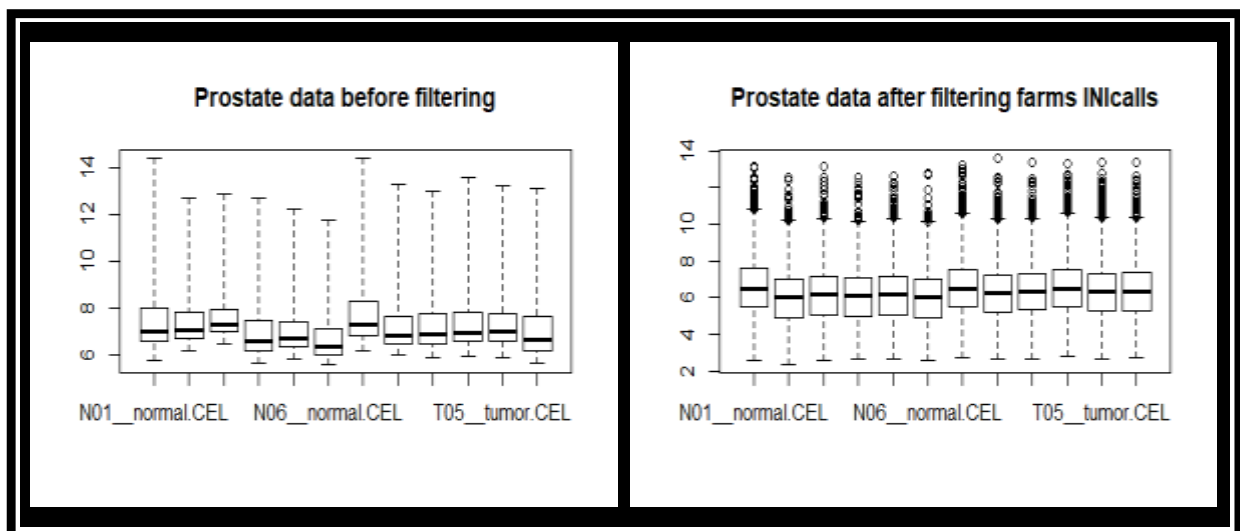 Prostate data before filtering
14
12
10
8
6
N01__normal.CEL N06__normal.CEL T05__tumor.CEL
Prostate data after filtering farms INIcalls
14
10
8
6
4
2
N01__normal.CEL N06__normal.CEL T05__tumor.CEL